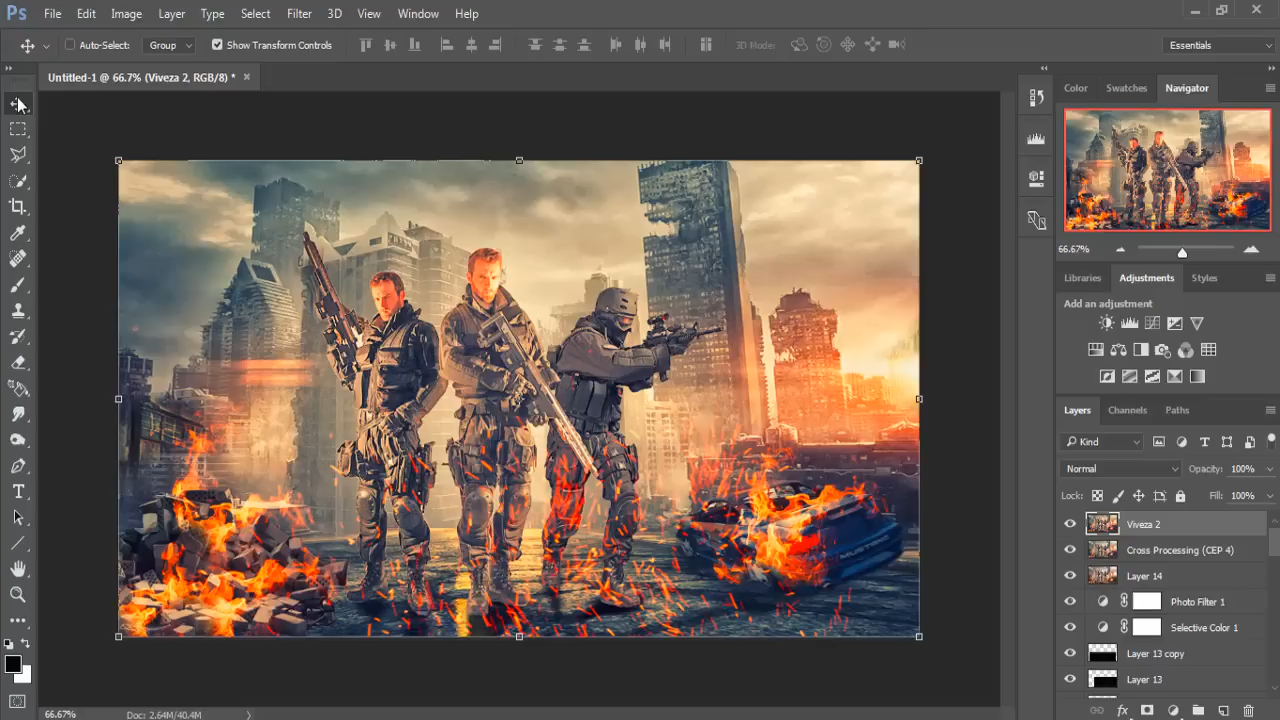 Ps File Edit Image Layer Type Select Filter 3D View Window Help
Auto-Select: Group Show Transform Controls 3D Mode: Essentials
Untitled-1 @ 66.7% (Viveza 2, RGB/8) * ×
Color Swatches Navigator
66.67%
Libraries Adjustments Styles
Add an adjustment
Layers Channels Paths
Kind
Normal Opacity: 100%
Lock: Fill: 100%
Viveza 2
Cross Processing (CEP 4)
Layer 14
Photo Filter 1
Selective Color 1
Layer 13 copy
Layer 13
MUSTANG
66.67% Doc: 2.64M/40.4M